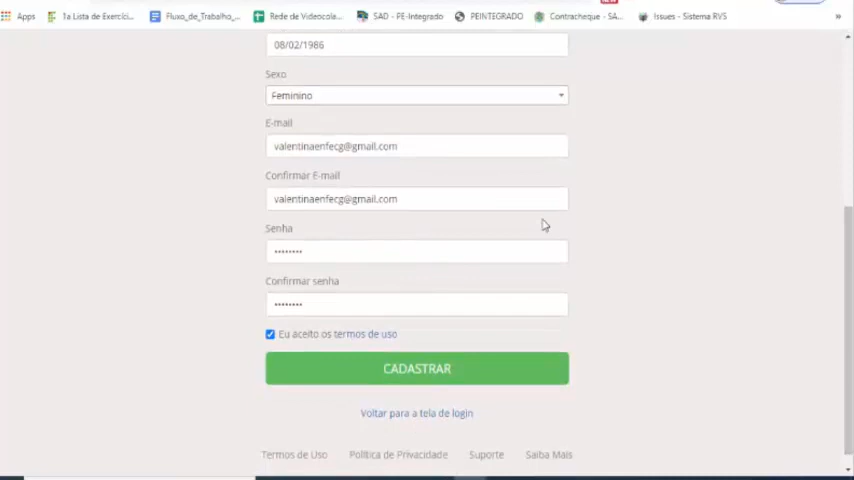 Apps 1a Lista de Exercíci... Fluxo_de_Trabalho_... Rede de Videocola... SAD - PE-Integrado PEINTEGRADO Contracheque - SA... Issues - Sistema RVS »
08/02/1986
Sexo
Feminino
E-mail
valentinaenfecg@gmail.com
Confirmar E-mail
valentinaenfecg@gmail.com
Senha
••••••••
Confirmar senha
••••••••
Eu aceito os termos de uso
CADASTRAR
Voltar para a tela de login
Termos de Uso Política de Privacidade Suporte Saiba Mais